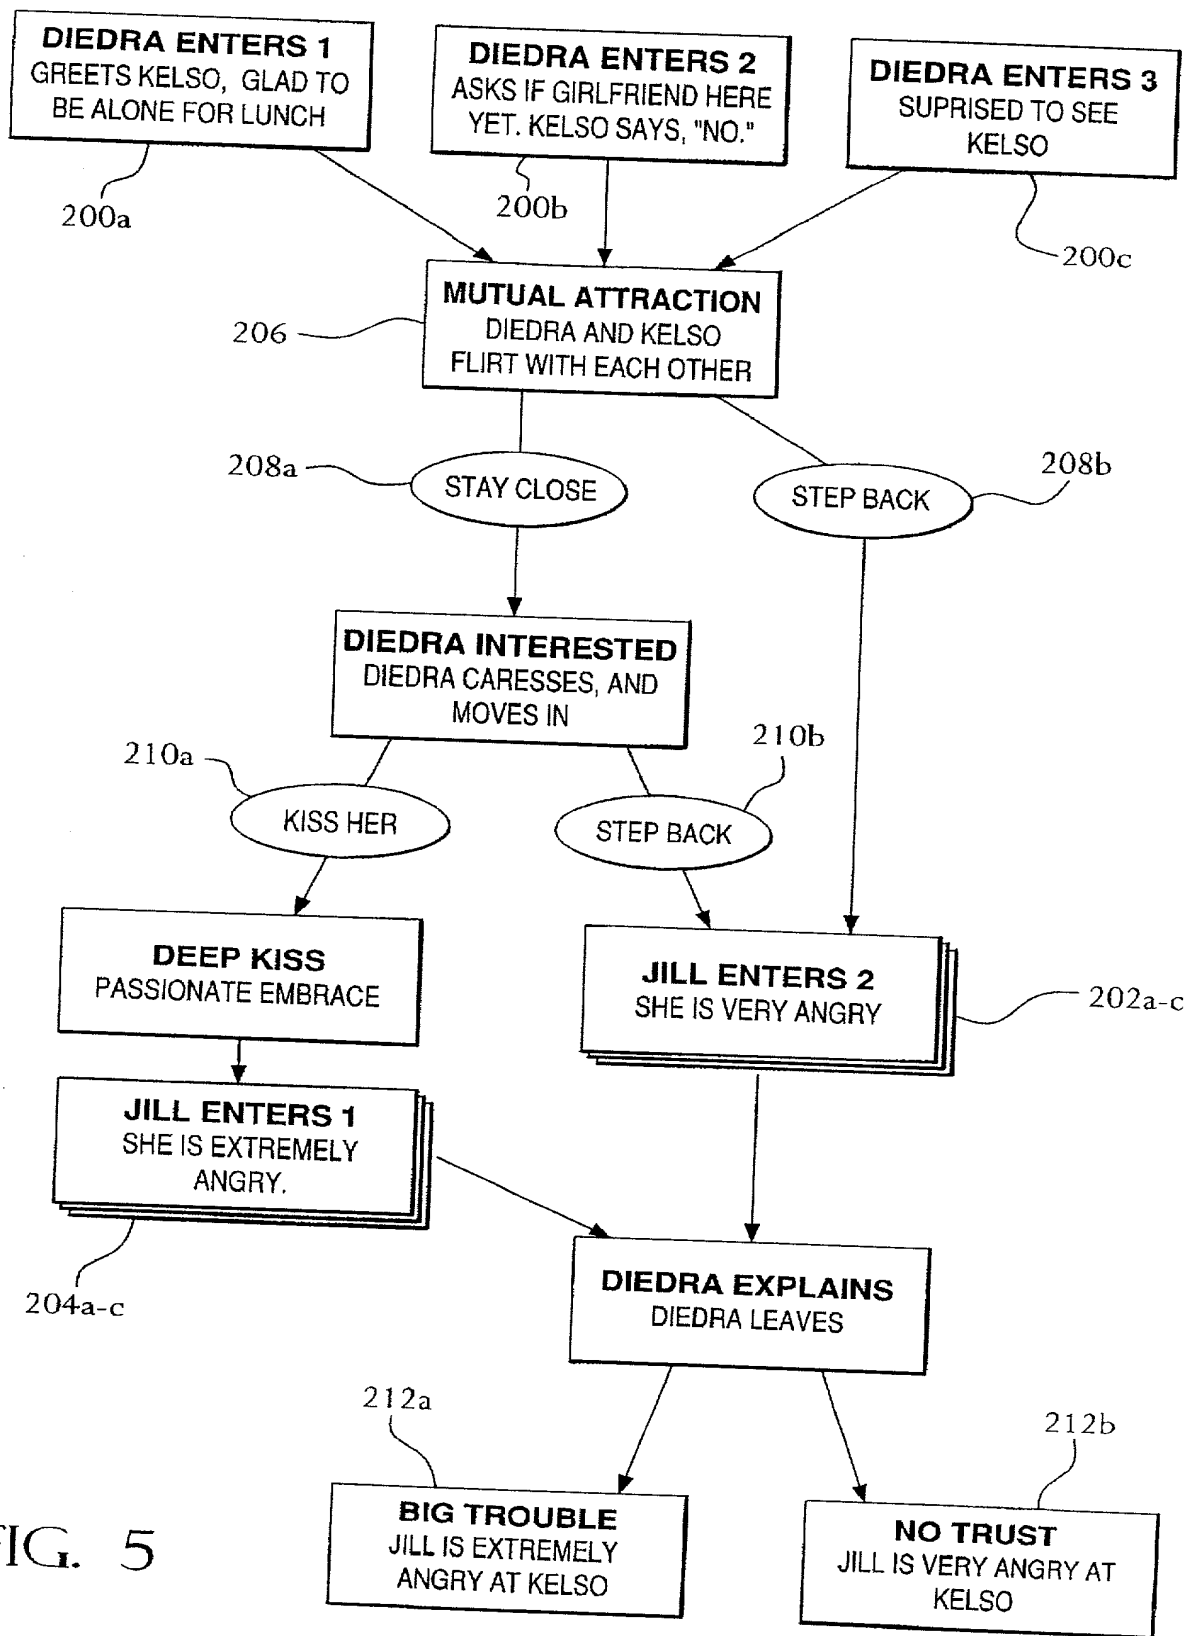 DIEDRA ENTERS 1
GREETS KELSO, GLAD TO
BE ALONE FOR LUNCH
200a
DIEDRA ENTERS 2
ASKS IF GIRLFRIEND HERE
YET. KELSO SAYS, "NO."
200b
DIEDRA ENTERS 3
SUPRISED TO SEE
KELSO
200c
MUTUAL ATTRACTION
DIEDRA AND KELSO
FLIRT WITH EACH OTHER
206
208a
STAY CLOSE
STEP BACK
208b
DIEDRA INTERESTED
DIEDRA CARESSES, AND
MOVES IN
210a
KISS HER
210b
STEP BACK
DEEP KISS
PASSIONATE EMBRACE
JILL ENTERS 2
SHE IS VERY ANGRY
202a-c
JILL ENTERS 1
SHE IS EXTREMELY
ANGRY.
204a-c
DIEDRA EXPLAINS
DIEDRA LEAVES
212a
BIG TROUBLE
JILL IS EXTREMELY
ANGRY AT KELSO
212b
NO TRUST
JILL IS VERY ANGRY AT
KELSO
FIG. 5